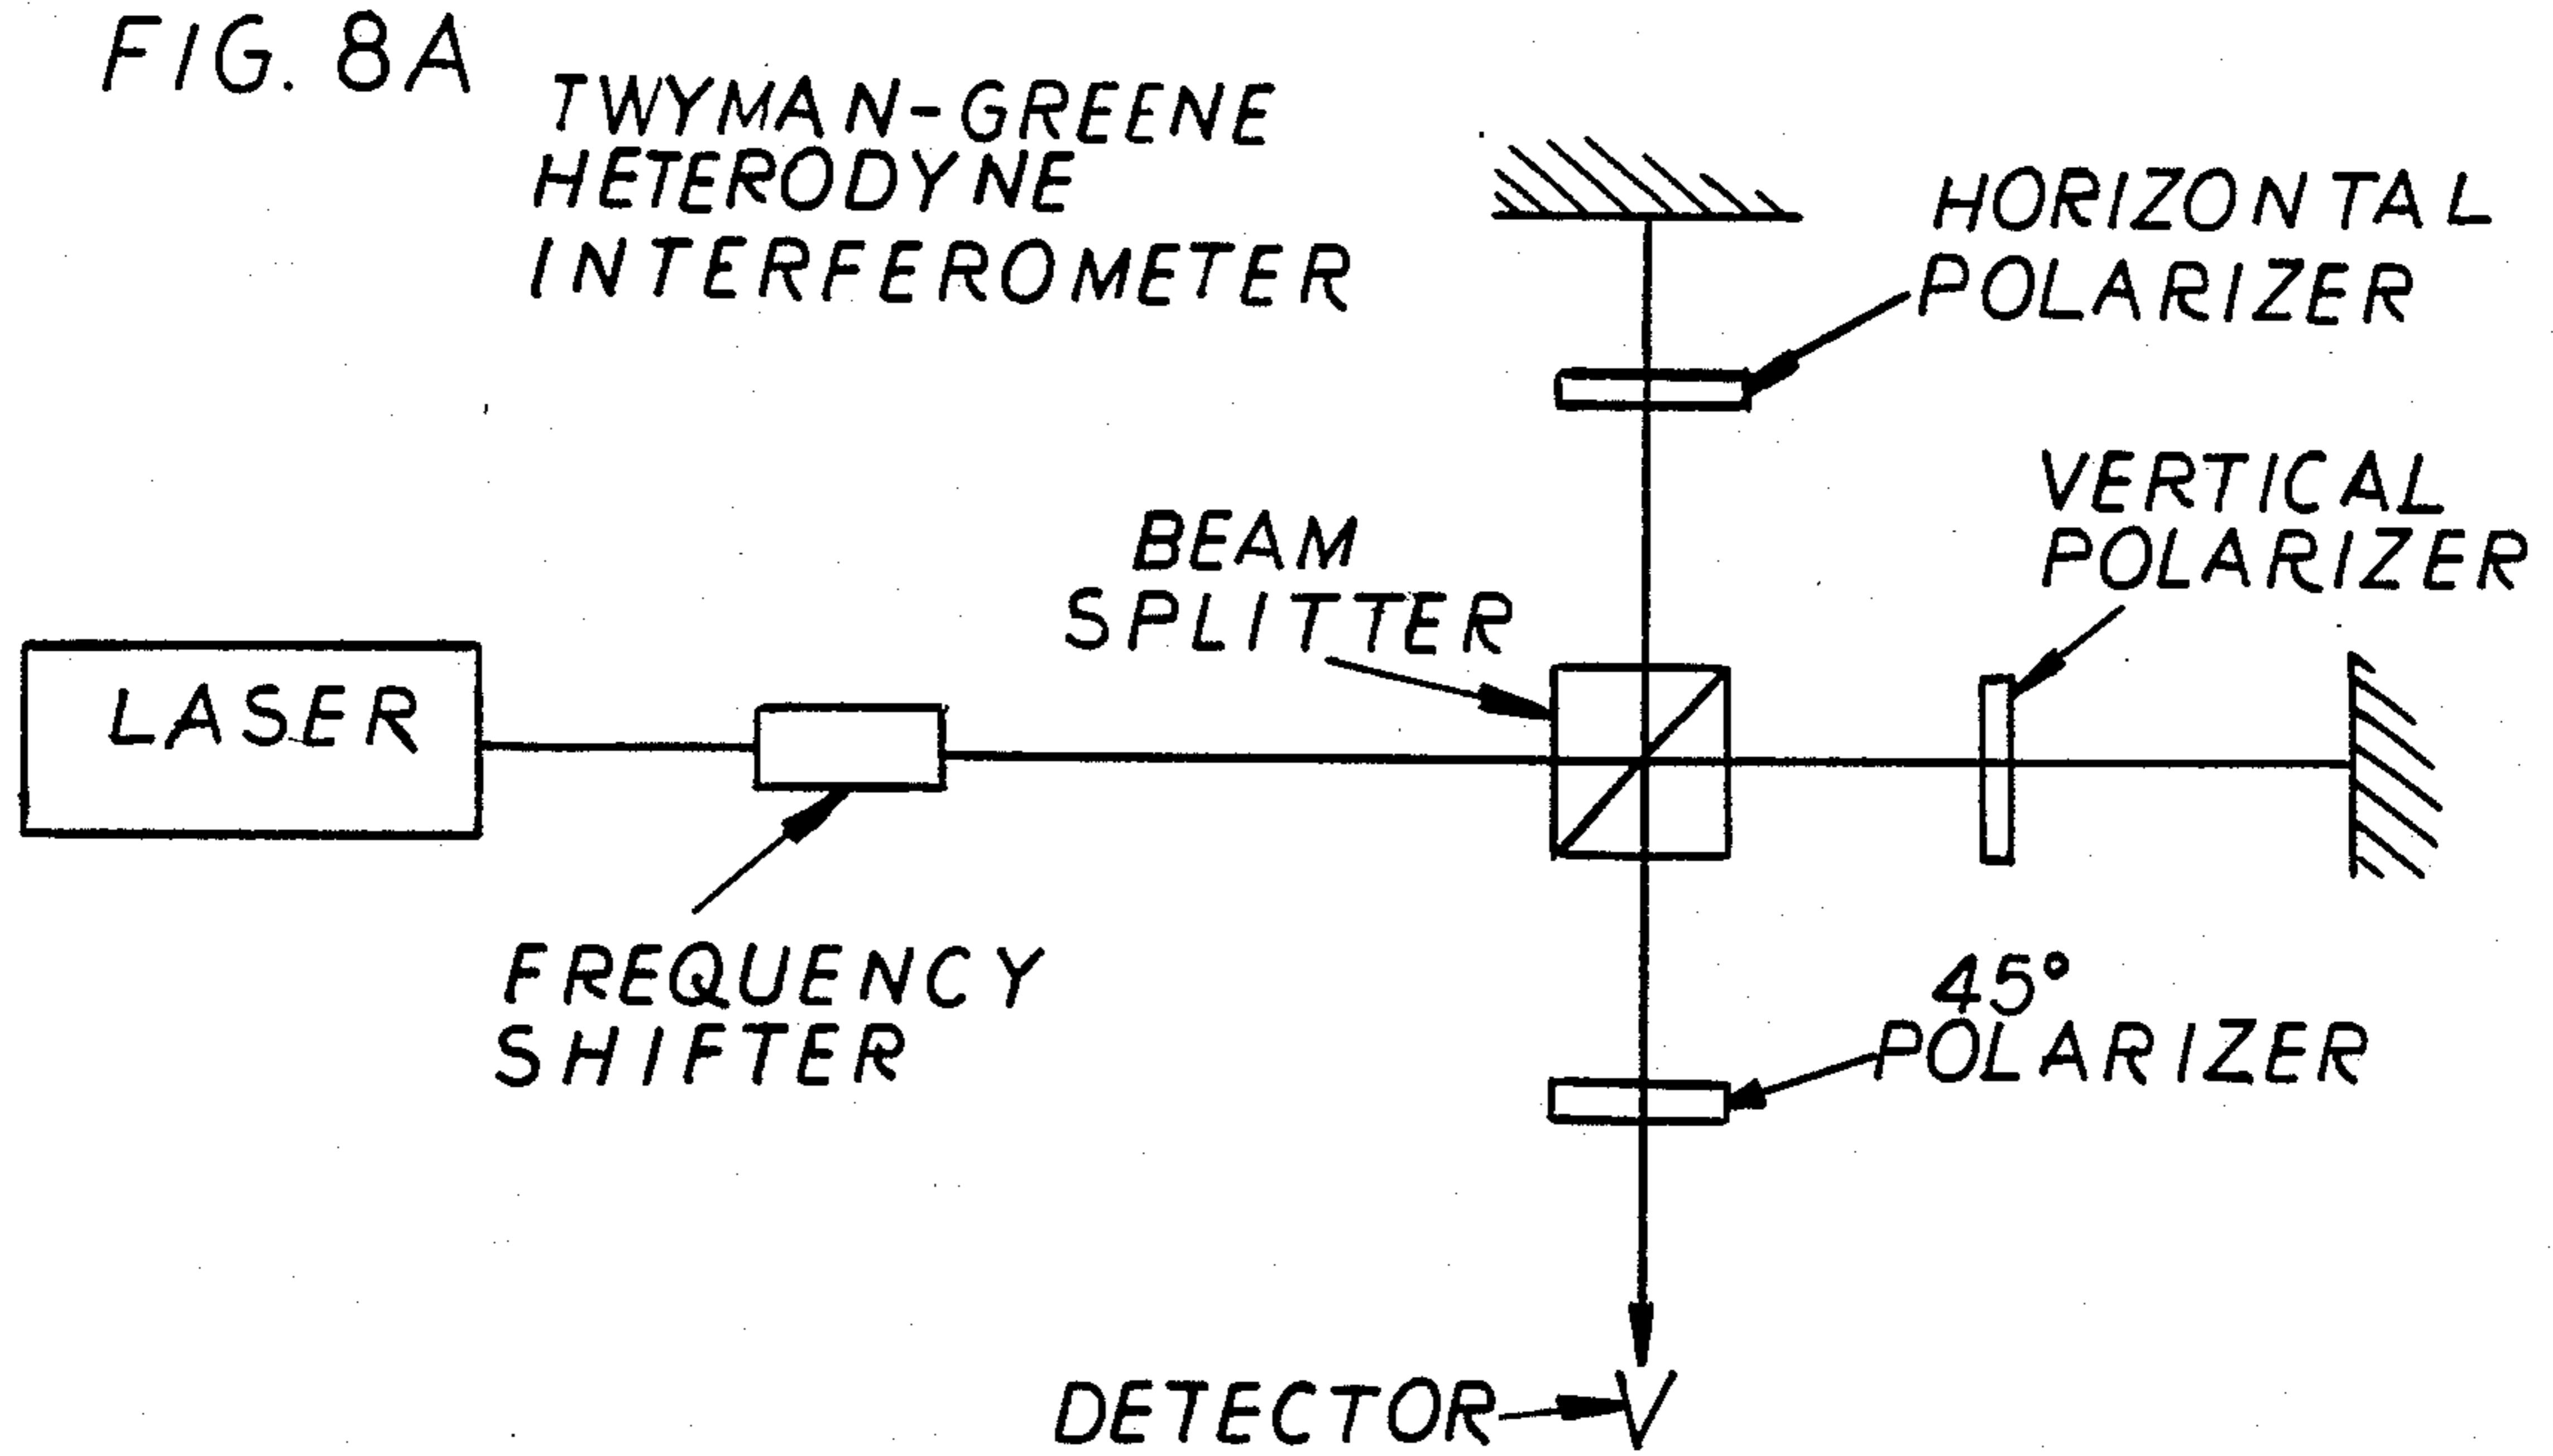 FIG. 8A
TWYMAN-GREENE
HETERODYNE
INTERFEROMETER
HORIZONTAL
POLARIZER
VERTICAL
POLARIZER
BEAM
SPLITTER
LASER
FREQUENCY
SHIFTER
45°
POLARIZER
DETECTOR